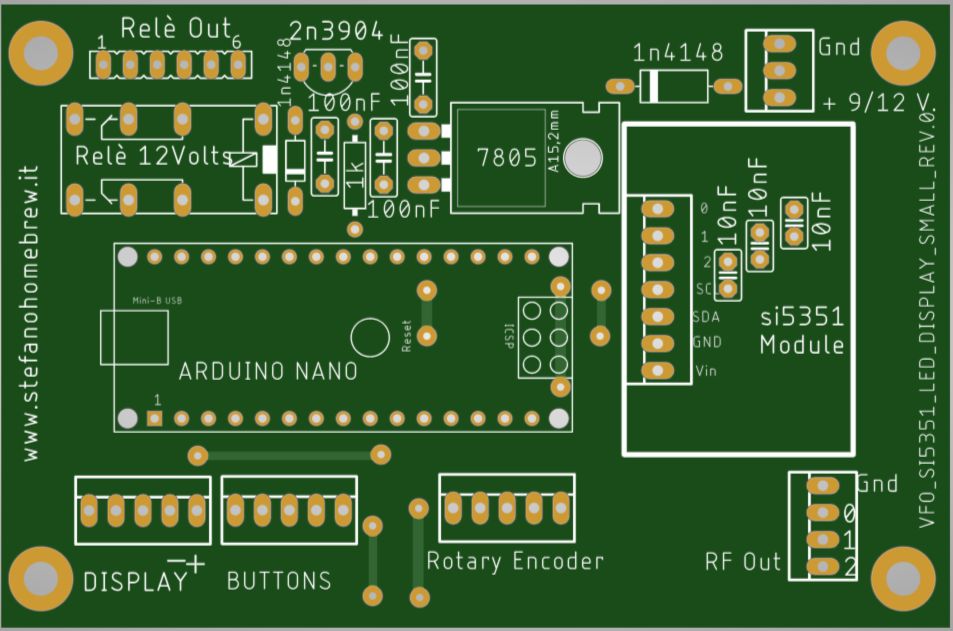 Relè Out
1 6
2n3904
1n4148
100nF
100nF
1n4148
Gnd
+ 9/12 V.
Relè 12Volts
1k
100nF
7805
A15,2mm
www.stefanohomebrew.it
Mini-B USB
ARDUINO NANO
1
Reset
ICSP
0
1
2
SC
SDA
GND
Vin
10nF
10nF
10nF
si5351
Module
VFO_SI5351_LED_DISPLAY_SMALL_REV.0.
DISPLAY
−+
BUTTONS
Rotary Encoder
RF Out
Gnd
0
1
2